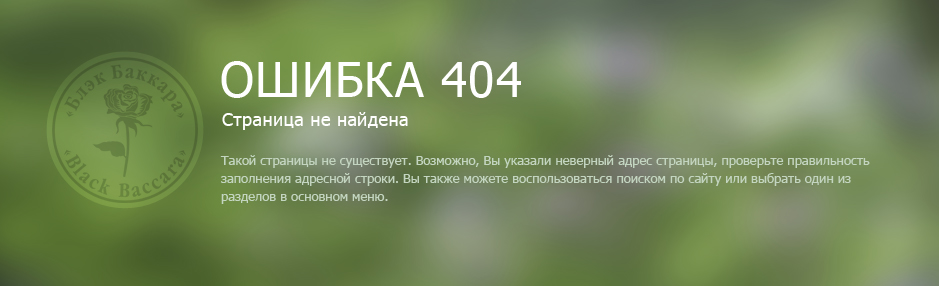 «Блэк Баккара»
«Black Baccara»
ОШИБКА 404
Страница не найдена
Такой страницы не существует. Возможно, Вы указали неверный адрес страницы, проверьте правильность
заполнения адресной строки. Вы также можете воспользоваться поиском по сайту или выбрать один из
разделов в основном меню.